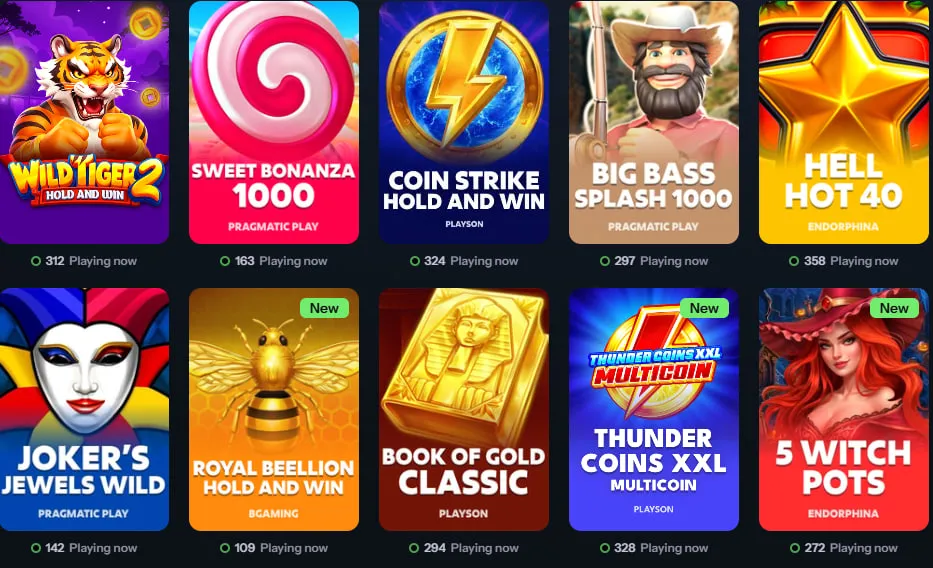 WILD TIGER 2
HOLD AND WIN
SWEET BONANZA
1000
PRAGMATIC PLAY
COIN STRIKE
HOLD AND WIN
PLAYSON
BIG BASS
SPLASH 1000
PRAGMATIC PLAY
HELL
HOT 40
ENDORPHINA
312 Playing now
163 Playing now
324 Playing now
297 Playing now
358 Playing now
JOKER'S
JEWELS WILD
PRAGMATIC PLAY
New
ROYAL BEELLION
HOLD AND WIN
BGAMING
BOOK OF GOLD
CLASSIC
PLAYSON
New
THUNDER COINS XXL
MULTICOIN
THUNDER
COINS XXL
MULTICOIN
PLAYSON
New
5 WITCH
POTS
ENDORPHINA
142 Playing now
109 Playing now
294 Playing now
328 Playing now
272 Playing now